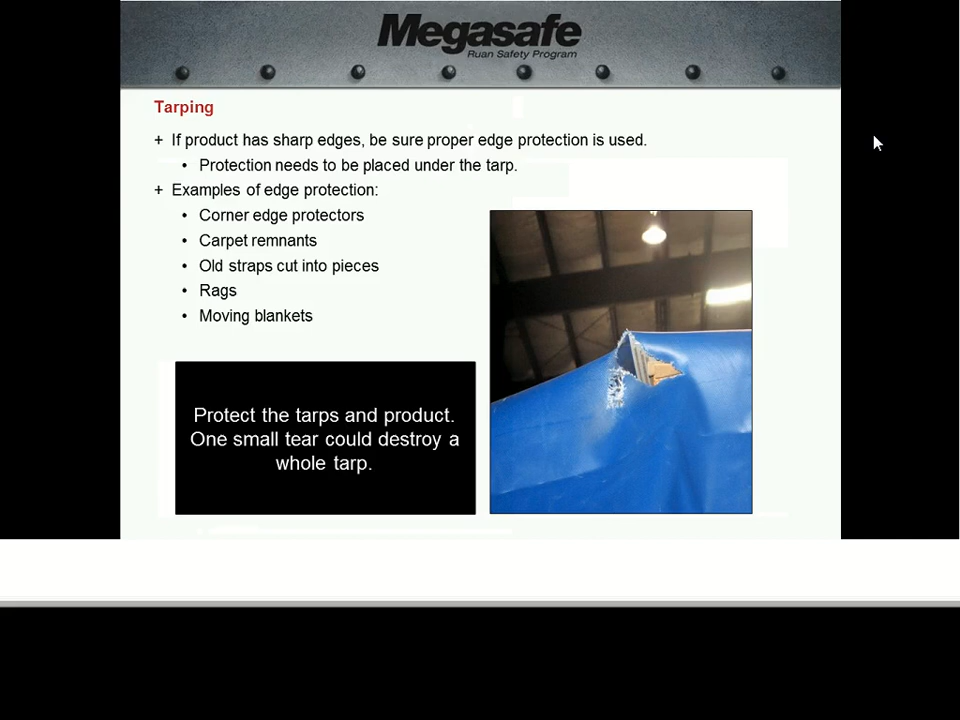 Megasafe
Ruan Safety Program
Tarping
+ If product has sharp edges, be sure proper edge protection is used.
• Protection needs to be placed under the tarp.
+ Examples of edge protection:
• Corner edge protectors
• Carpet remnants
• Old straps cut into pieces
• Rags
• Moving blankets
Protect the tarps and product.
One small tear could destroy a
whole tarp.